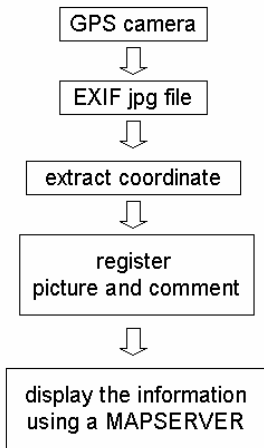 GPS camera
EXIF jpg file
extract coordinate
register
picture and comment
display the information
using a MAPSERVER